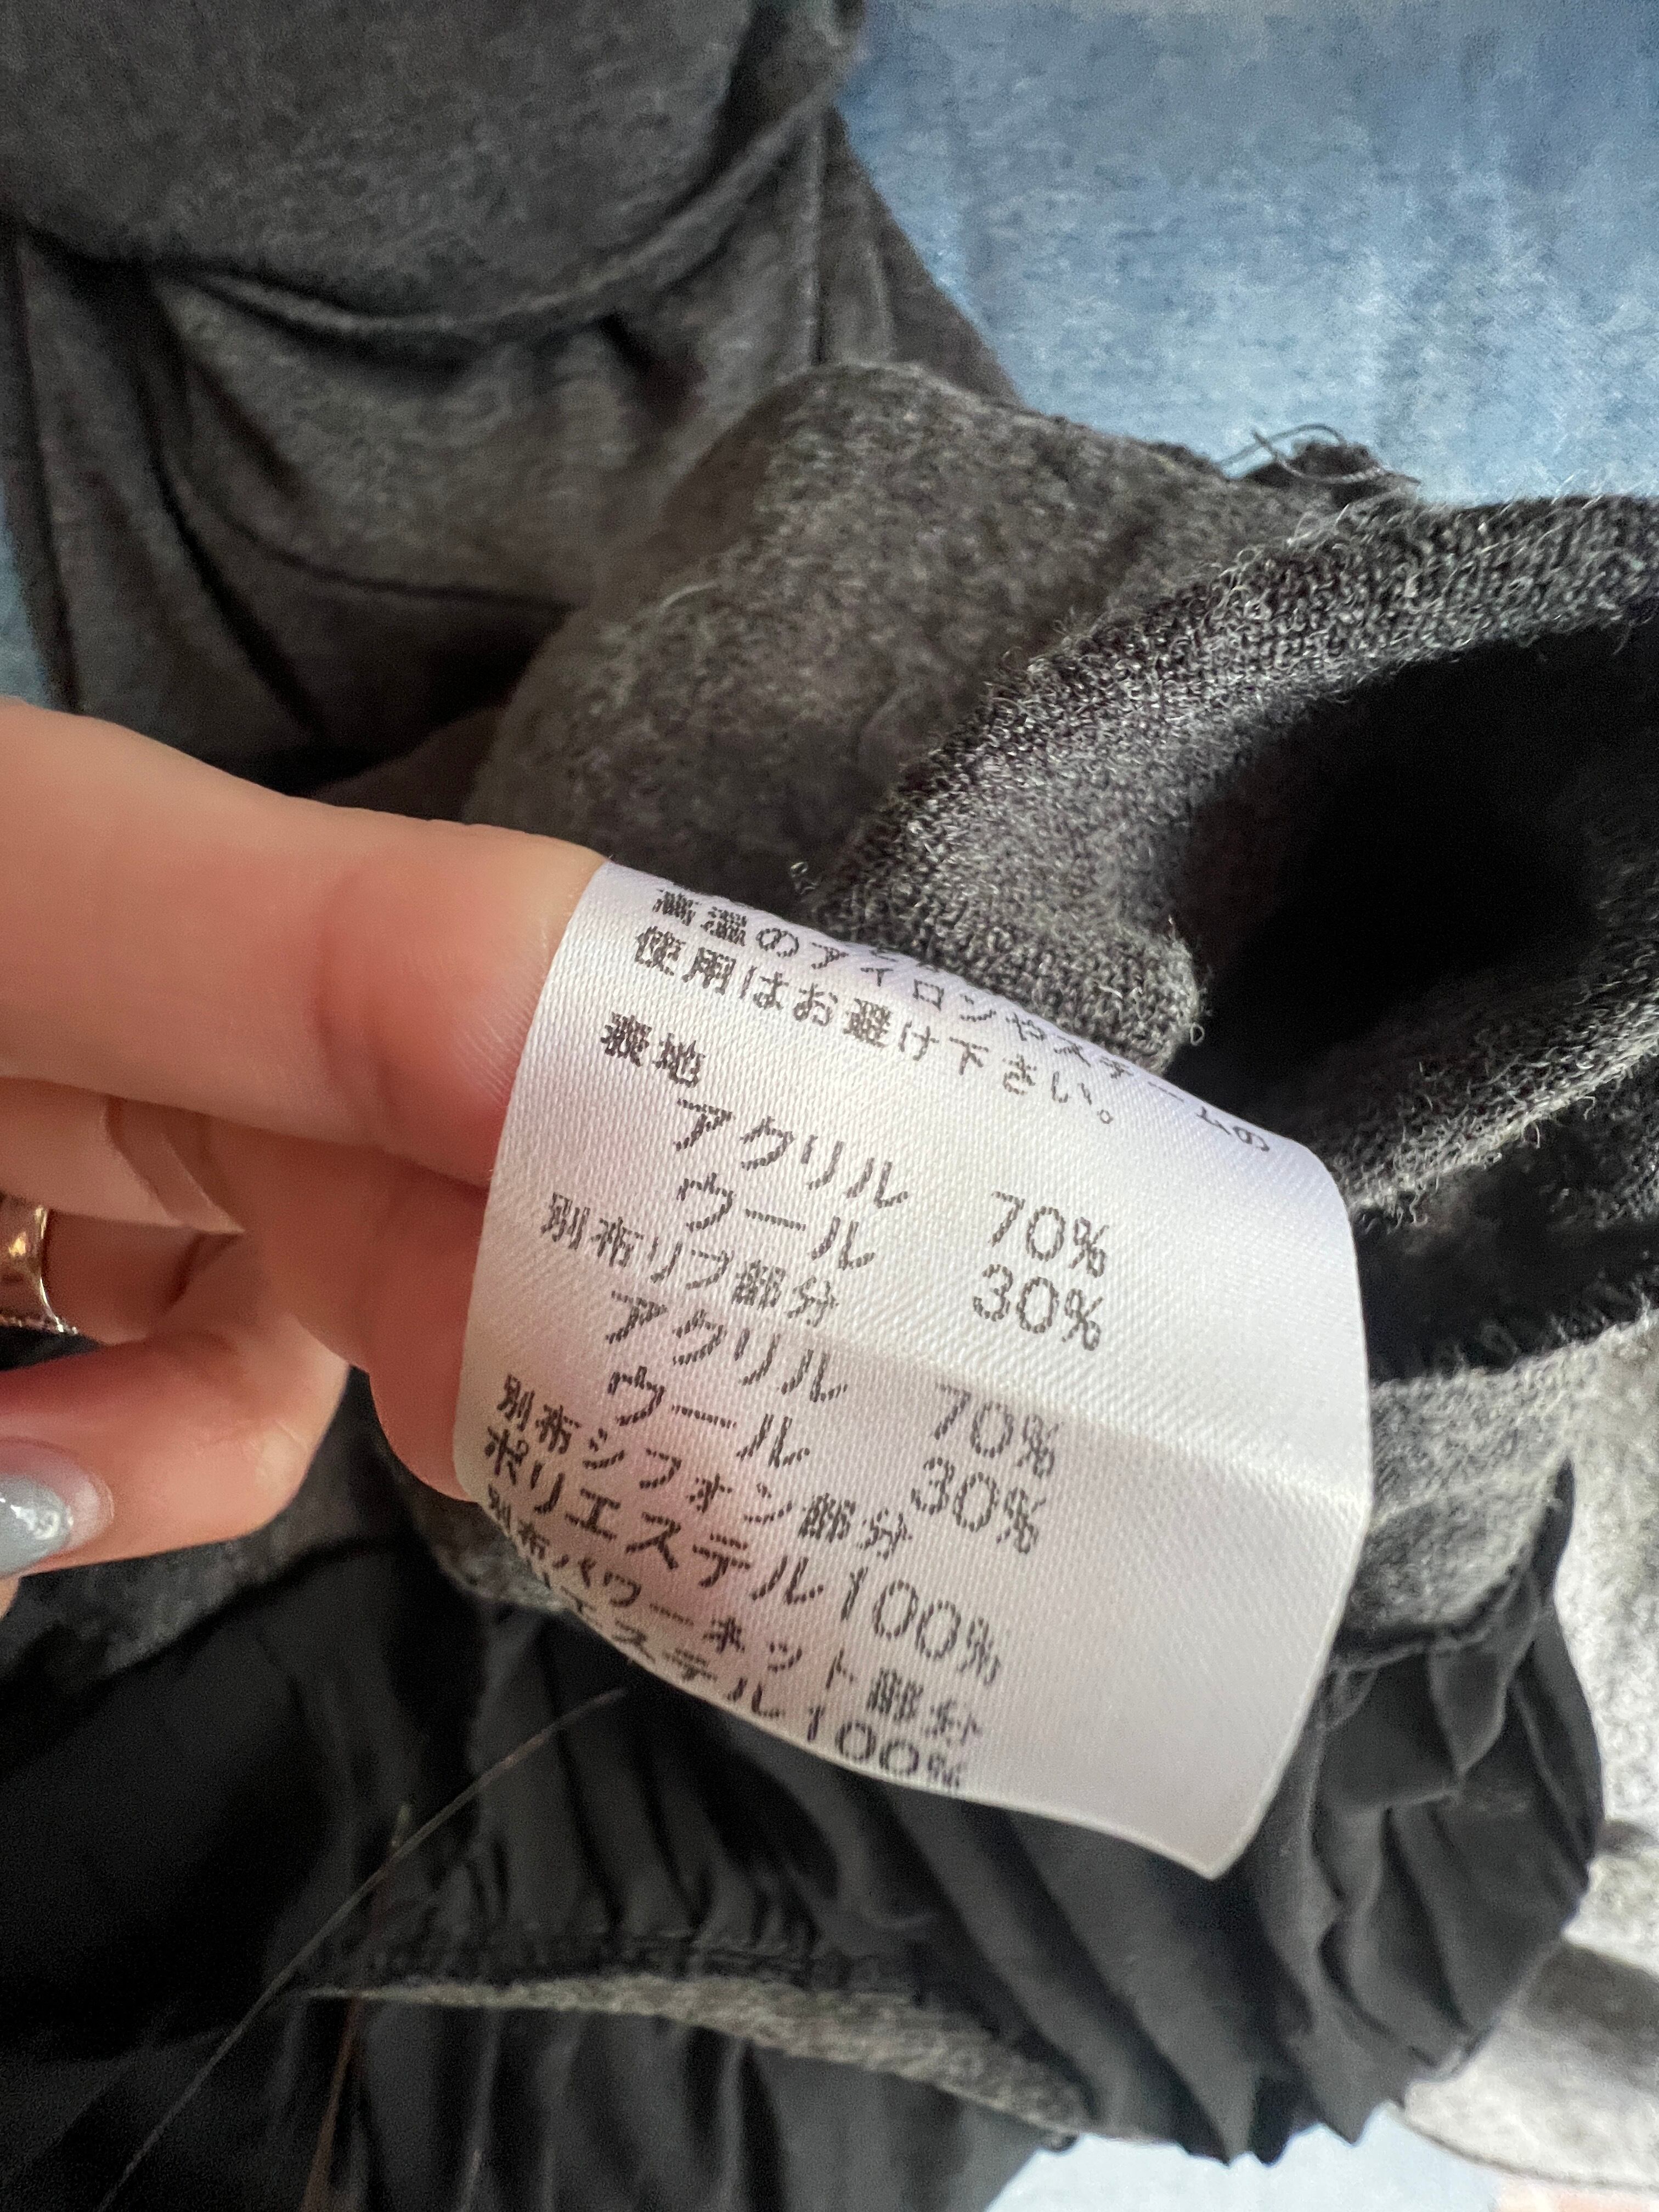 高温のアイロンやスチームの
使用はお避け下さい。
表地
アクリル 70%
ウール 30%
別布リブ部分
アクリル 70%
ウール 30%
別布シフォン部分
ポリエステル100%
別布パワーネット部分
ポリエステル100%